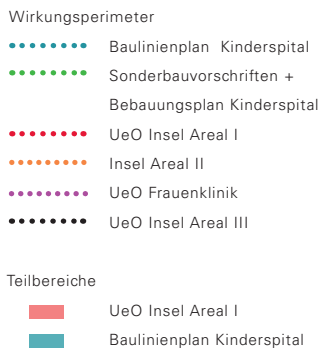 Wirkungsperimeter
Baulinienplan Kinderspital
Sonderbauvorschriften +
Bebauungsplan Kinderspital
UeO Insel Areal I
Insel Areal II
UeO Frauenklinik
UeO Insel Areal III
Teilbereiche
UeO Insel Areal I
Baulinienplan Kinderspital